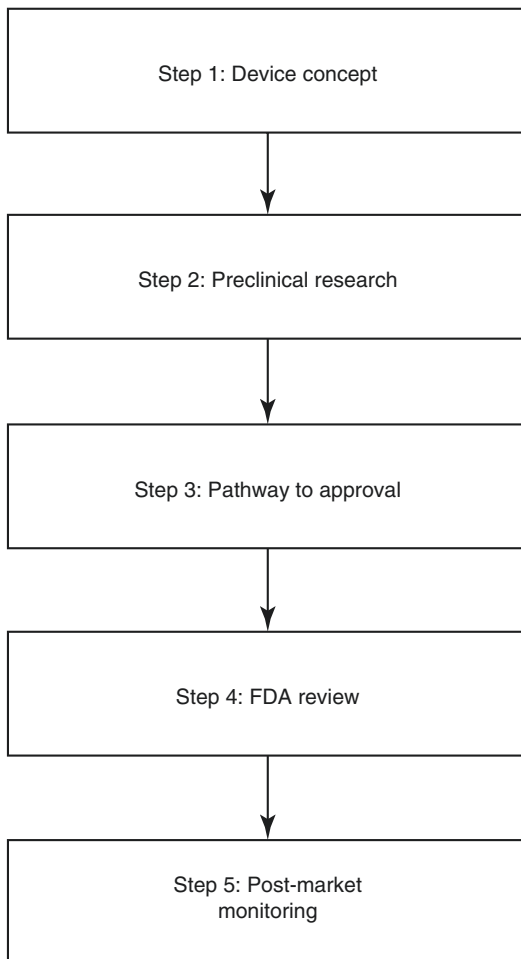 Step 1: Device concept
Step 2: Preclinical research
Step 3: Pathway to approval
Step 4: FDA review
Step 5: Post-market
monitoring